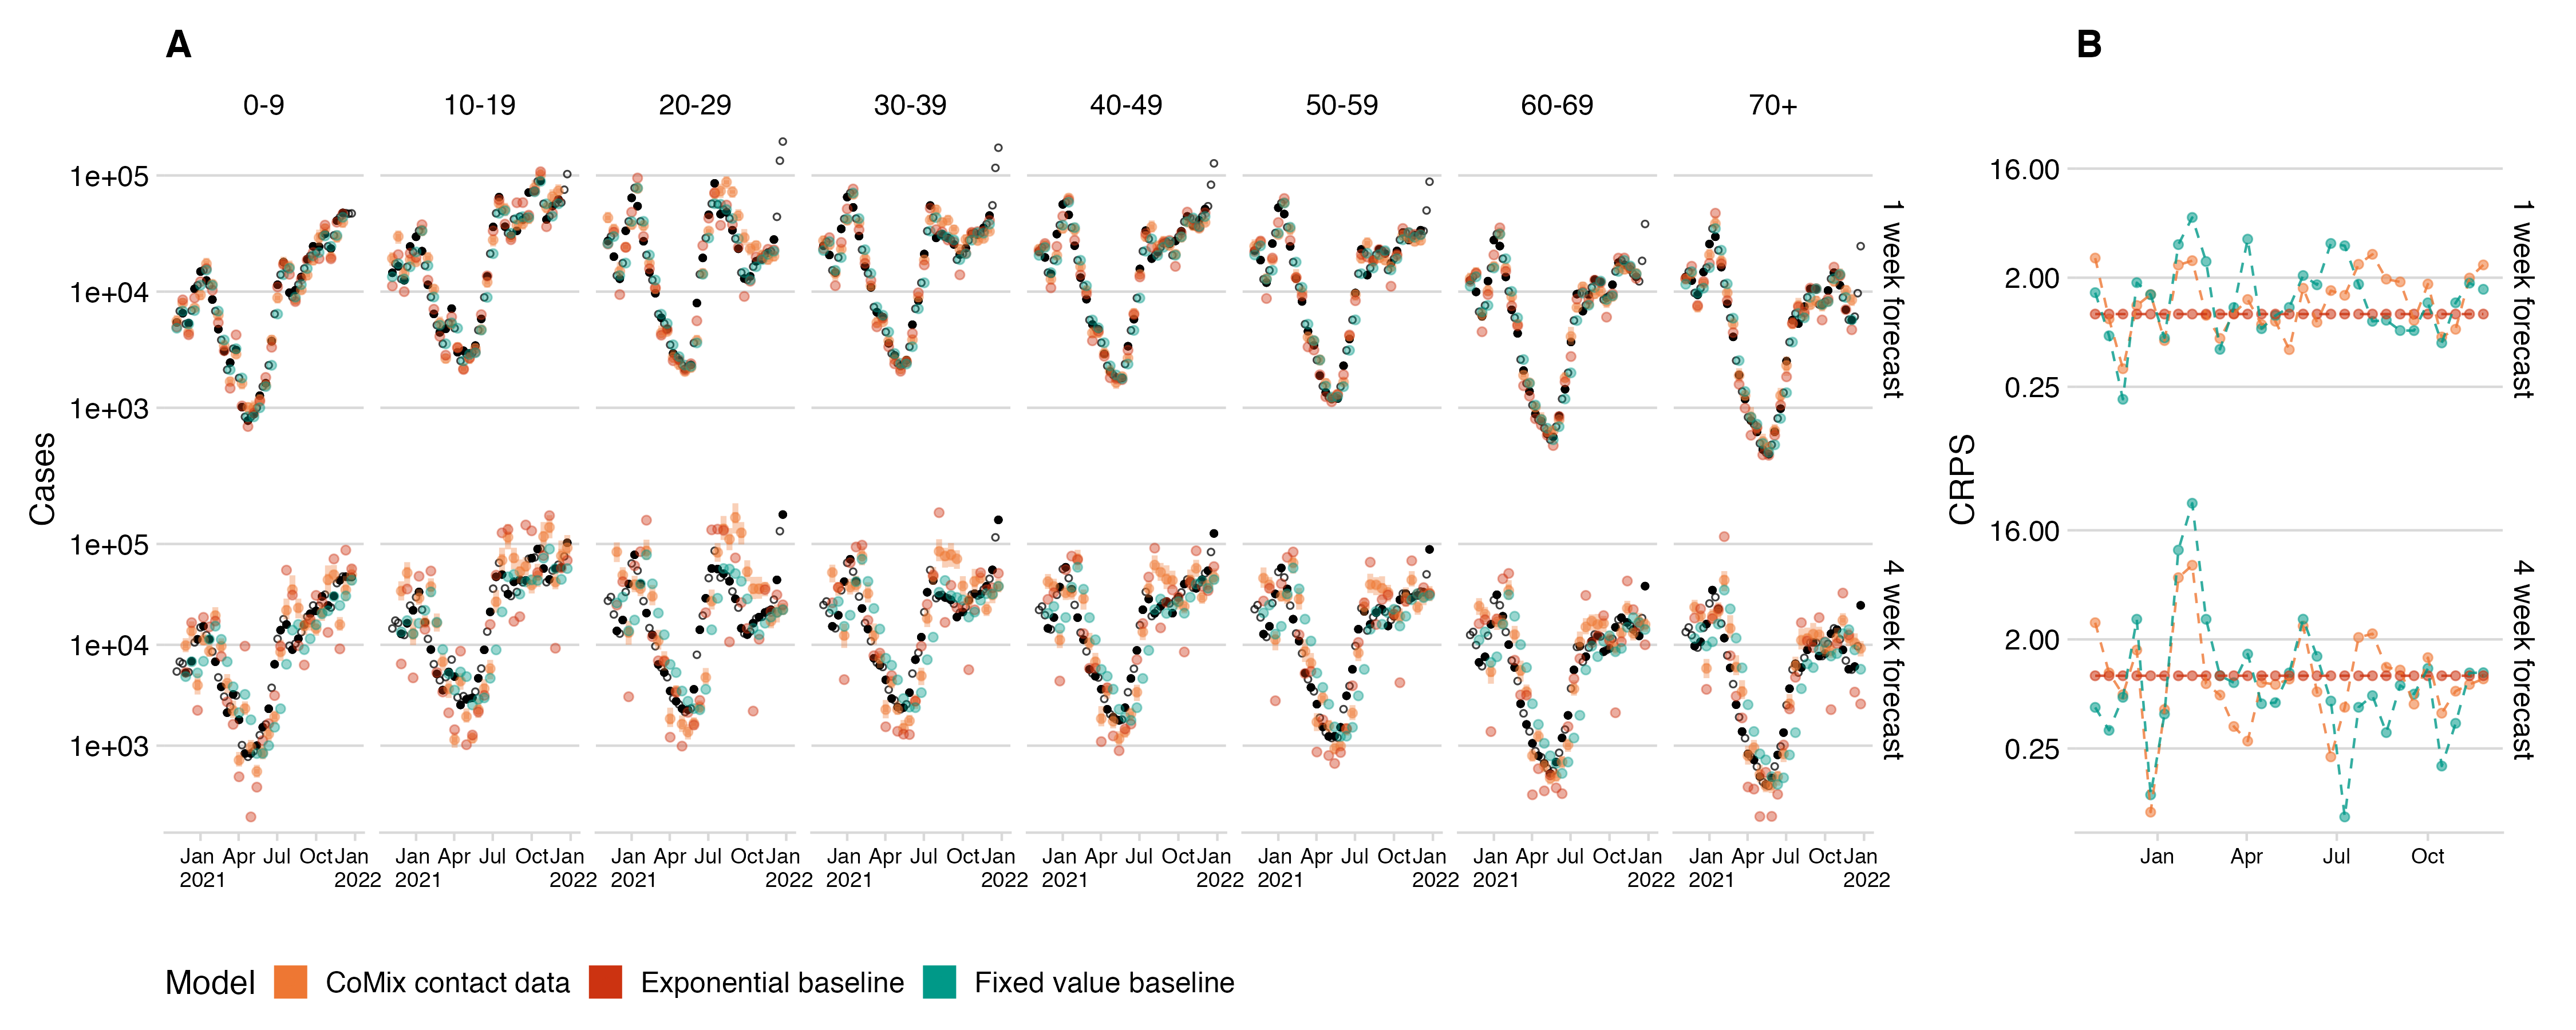 A
B
0-9 10-19 20-29 30-39 40-49 50-59 60-69 70+
1e+05
1e+04
1e+03
1 week forecast
16.00
2.00
0.25
1 week forecast
Cases
CRPS
1e+05
1e+04
1e+03
4 week forecast
16.00
2.00
0.25
4 week forecast
Jan Apr Jul Oct Jan Jan Apr Jul Oct Jan Jan Apr Jul Oct Jan Jan Apr Jul Oct Jan Jan Apr Jul Oct Jan Jan Apr Jul Oct Jan Jan Apr Jul Oct Jan Jan Apr Jul Oct Jan
2021 2022 2021 2022 2021 2022 2021 2022 2021 2022 2021 2022 2021 2022 2021 2022
Jan Apr Jul Oct
Model CoMix contact data Exponential baseline Fixed value baseline